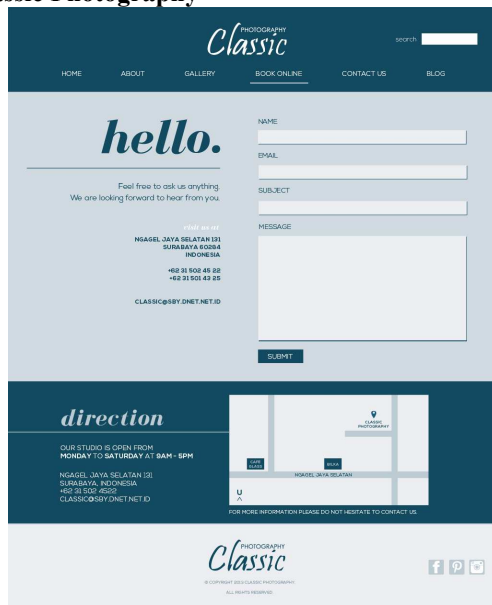 ssic Photography
PHOTOGRAPHY
Classic
search
HOME ABOUT GALLERY BOOK ONLINE CONTACT US BLOG
hello.
Feel free to ask us anything.
We are looking forward to hear from you.
visit us at
NGAGEL JAYA SELATAN 131
SURABAYA 60284
INDONESIA
+62 31 502 45 22
+62 31 501 43 25
CLASSIC@SBY.DNET.NET.ID
NAME
EMAIL
SUBJECT
MESSAGE
SUBMIT
direction
OUR STUDIO IS OPEN FROM
MONDAY TO SATURDAY AT 9AM - 5PM
NGAGEL JAYA SELATAN 131
SURABAYA, INDONESIA
+62 31 502 4522
CLASSIC@SBY.DNET.NET.ID
CLASSIC
PHOTOGRAPHY
CAFE
NGAGEL JAYA SELATAN
U
FOR MORE INFORMATION PLEASE DO NOT HESITATE TO CONTACT US.
PHOTOGRAPHY
Classic
© COPYRIGHT 2013 CLASSIC PHOTOGRAPHY.
ALL RIGHTS RESERVED.